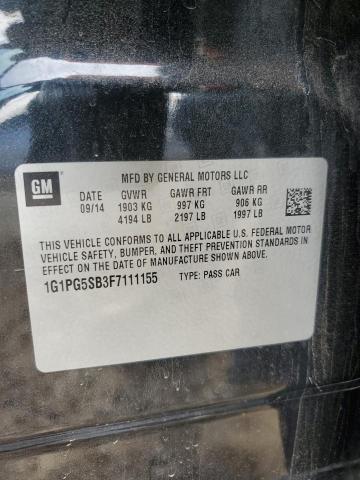 MFD BY GENERAL MOTORS LLC
GM
DATE GVWR GAWR FRT GAWR RR
09/14 1903 KG 997 KG 906 KG
4194 LB 2197 LB 1997 LB
THIS VEHICLE CONFORMS TO ALL APPLICABLE U.S. FEDERAL MOTOR
VEHICLE SAFETY, BUMPER, AND THEFT PREVENTION STANDARDS IN
EFFECT ON THE DATE OF MANUFACTURE SHOWN ABOVE.
1G1PG5SB3F7111155 TYPE: PASS CAR